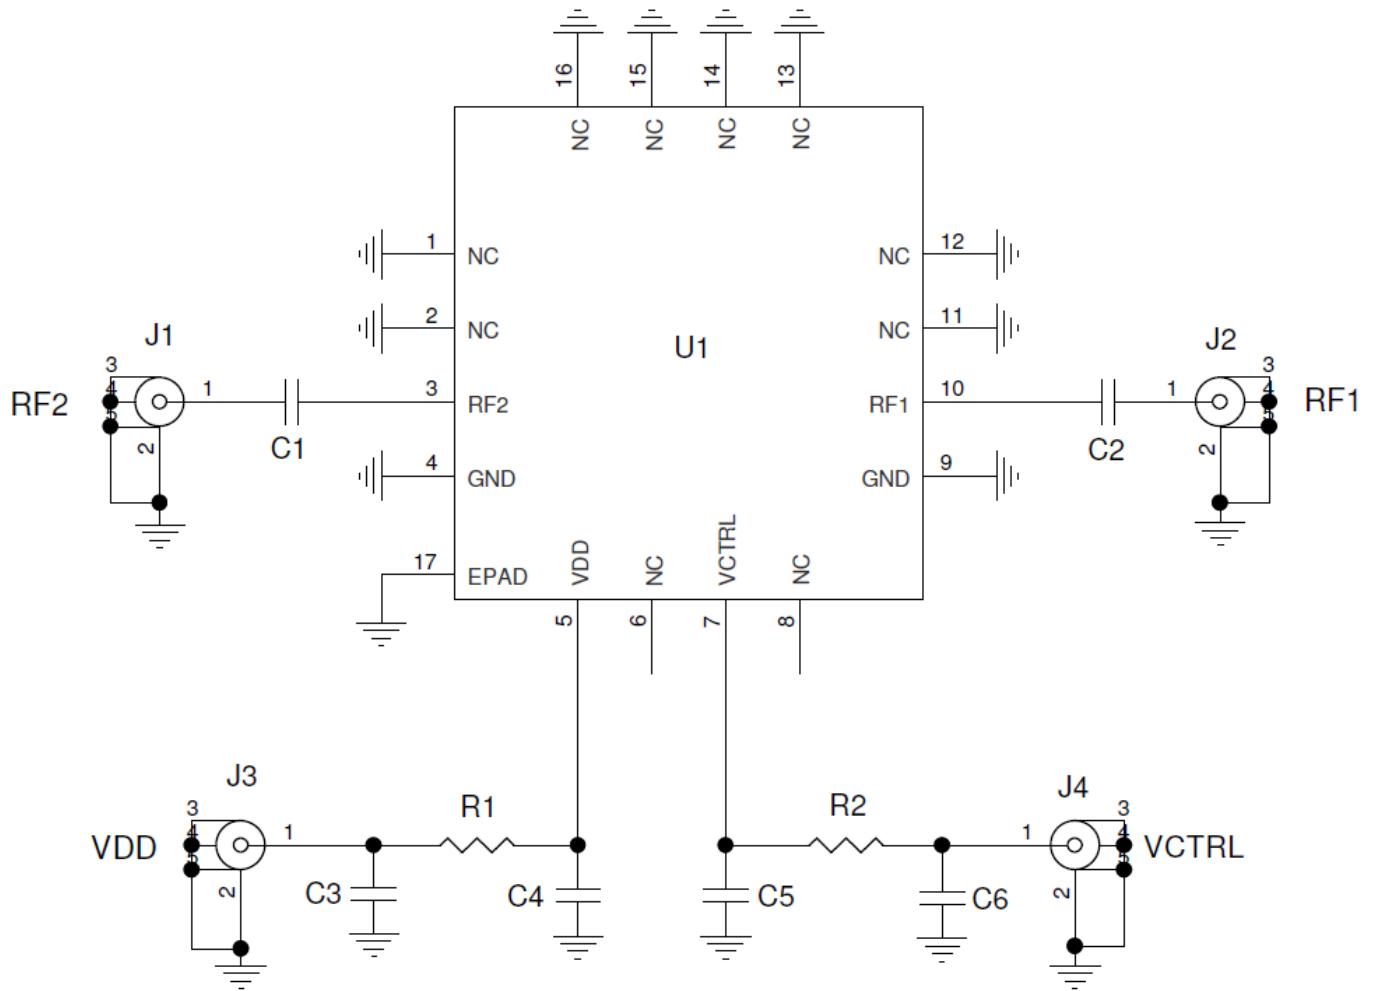 16 15 14 13
NC NC NC NC
1 NC
NC 12
2 NC
NC 11
U1
J1
J2
3
4
5
RF2
1
2
C1
3 RF2
RF1 10
C2
1
3
4
5
2
RF1
4 GND
GND 9
17 EPAD
VDD NC VCTRL NC
5 6 7 8
J3
3
4
5
VDD
1
2
R1
R2
J4
1
3
4
5
2
VCTRL
C3
C4
C5
C6